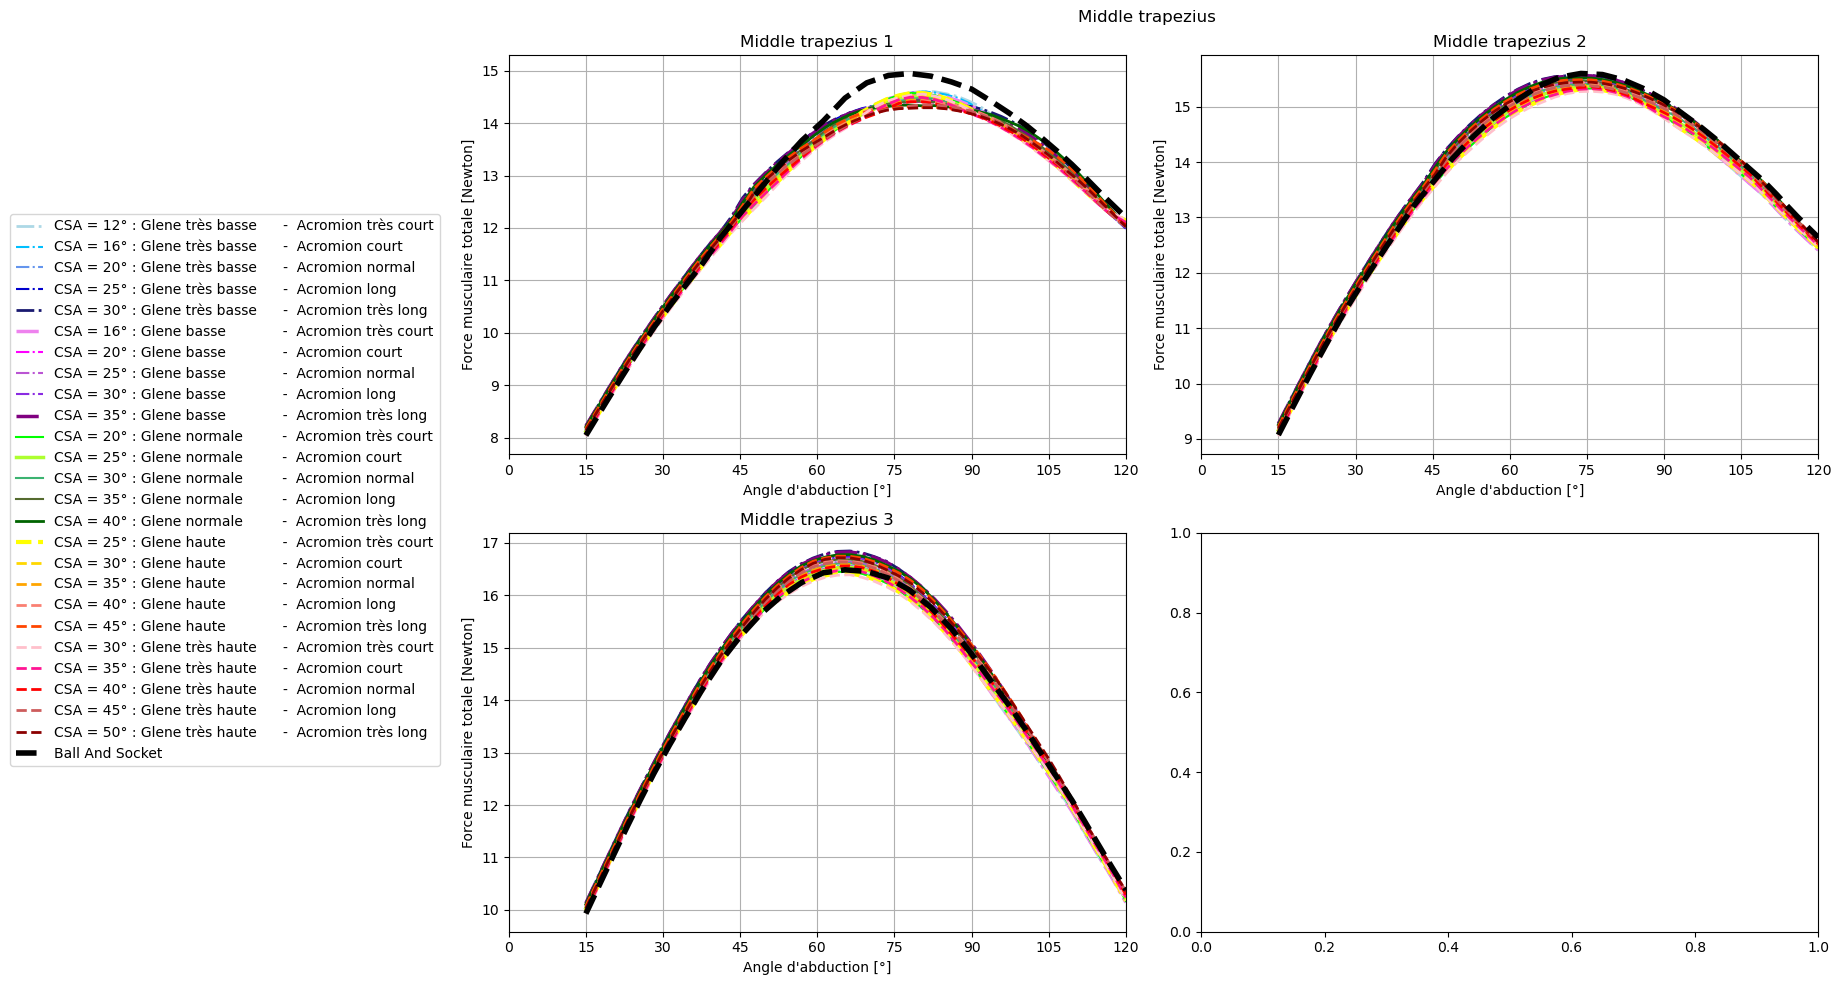 Middle trapezius
CSA = 12° : Glene très basse - Acromion très court
CSA = 16° : Glene très basse - Acromion court
CSA = 20° : Glene très basse - Acromion normal
CSA = 25° : Glene très basse - Acromion long
CSA = 30° : Glene très basse - Acromion très long
CSA = 16° : Glene basse - Acromion très court
CSA = 20° : Glene basse - Acromion court
CSA = 25° : Glene basse - Acromion normal
CSA = 30° : Glene basse - Acromion long
CSA = 35° : Glene basse - Acromion très long
CSA = 20° : Glene normale - Acromion très court
CSA = 25° : Glene normale - Acromion court
CSA = 30° : Glene normale - Acromion normal
CSA = 35° : Glene normale - Acromion long
CSA = 40° : Glene normale - Acromion très long
CSA = 25° : Glene haute - Acromion très court
CSA = 30° : Glene haute - Acromion court
CSA = 35° : Glene haute - Acromion normal
CSA = 40° : Glene haute - Acromion long
CSA = 45° : Glene haute - Acromion très long
CSA = 30° : Glene très haute - Acromion très court
CSA = 35° : Glene très haute - Acromion court
CSA = 40° : Glene très haute - Acromion normal
CSA = 45° : Glene très haute - Acromion long
CSA = 50° : Glene très haute - Acromion très long
Ball And Socket
Middle trapezius 1
Force musculaire totale [Newton]
15
14
13
12
11
10
9
8
0 15 30 45 60 75 90 105 120
Angle d'abduction [°]
Middle trapezius 2
Force musculaire totale [Newton]
15
14
13
12
11
10
9
0 15 30 45 60 75 90 105 120
Angle d'abduction [°]
Middle trapezius 3
Force musculaire totale [Newton]
17
16
15
14
13
12
11
10
0 15 30 45 60 75 90 105 120
Angle d'abduction [°]
1.0
0.8
0.6
0.4
0.2
0.0
0.0 0.2 0.4 0.6 0.8 1.0